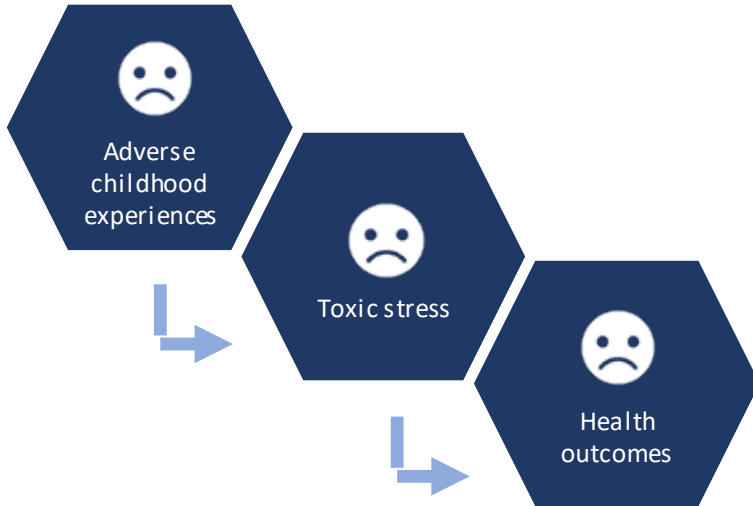 Adverse
childhood
experiences
Toxic stress
Health
outcomes